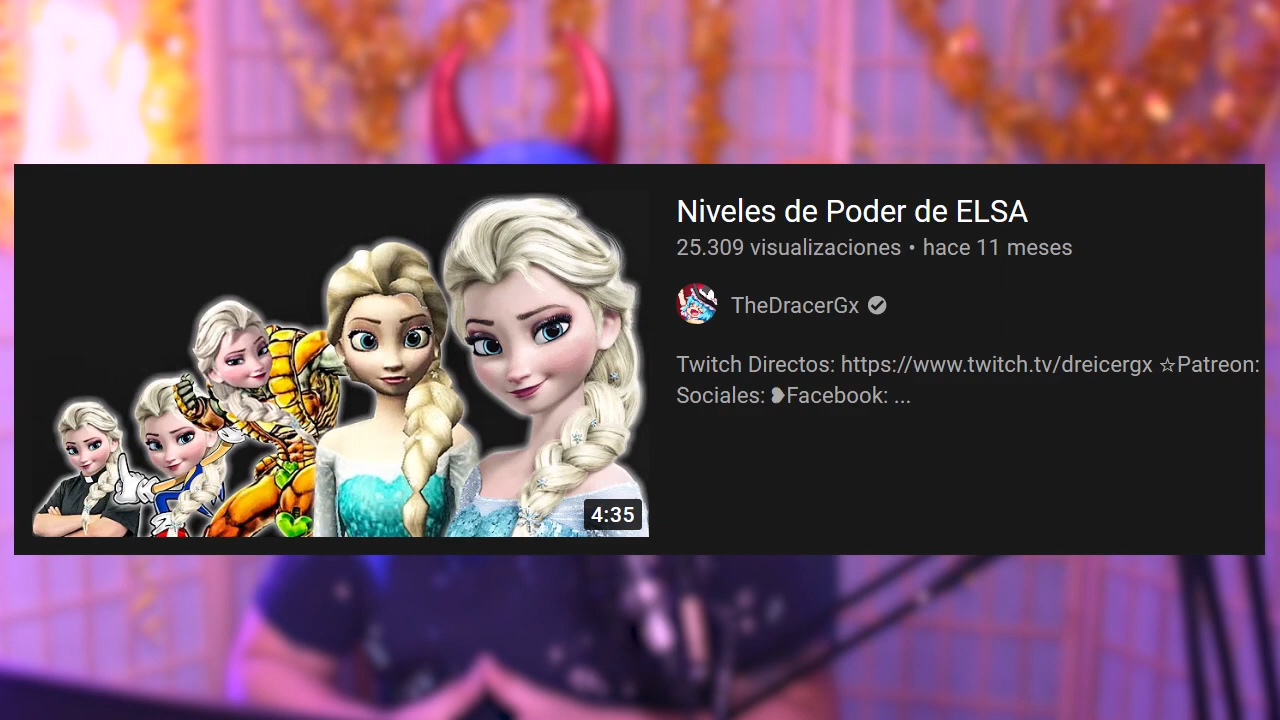 Niveles de Poder de ELSA
25.309 visualizaciones • hace 11 meses
TheDracerGx
Twitch Directos: https://www.twitch.tv/dreicergx ☆Patreon:
Sociales: ❥Facebook: ...
4:35